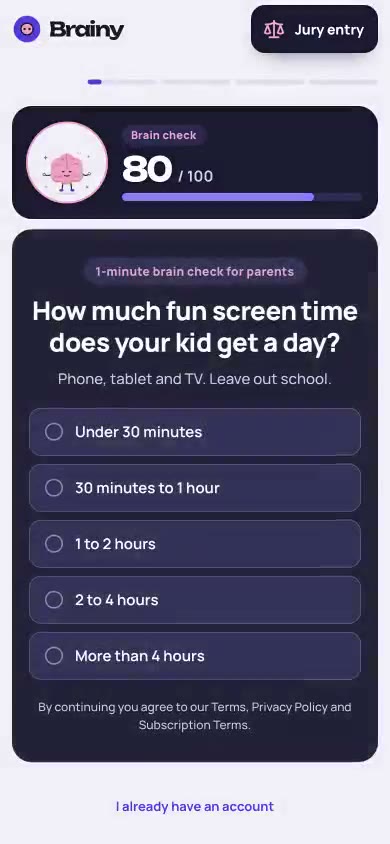 Brainy
Jury entry
Brain check
80 / 100
1-minute brain check for parents
How much fun screen time
does your kid get a day?
Phone, tablet and TV. Leave out school.
Under 30 minutes
30 minutes to 1 hour
1 to 2 hours
2 to 4 hours
More than 4 hours
By continuing you agree to our Terms, Privacy Policy and
Subscription Terms.
I already have an account